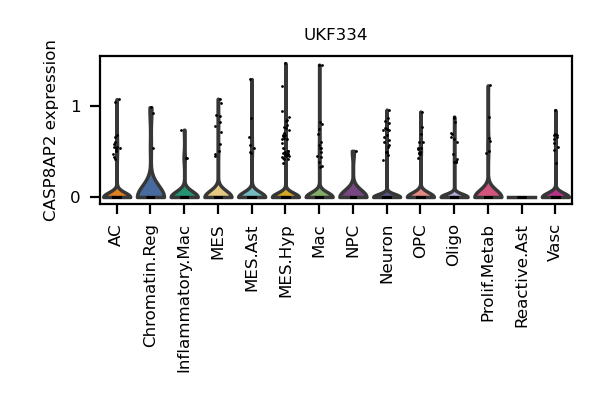 UKF334
CASP8AP2 expression
1
0
AC
Chromatin.Reg
Inflammatory.Mac
MES
MES.Ast
MES.Hyp
Mac
NPC
Neuron
OPC
Oligo
Prolif.Metab
Reactive.Ast
Vasc